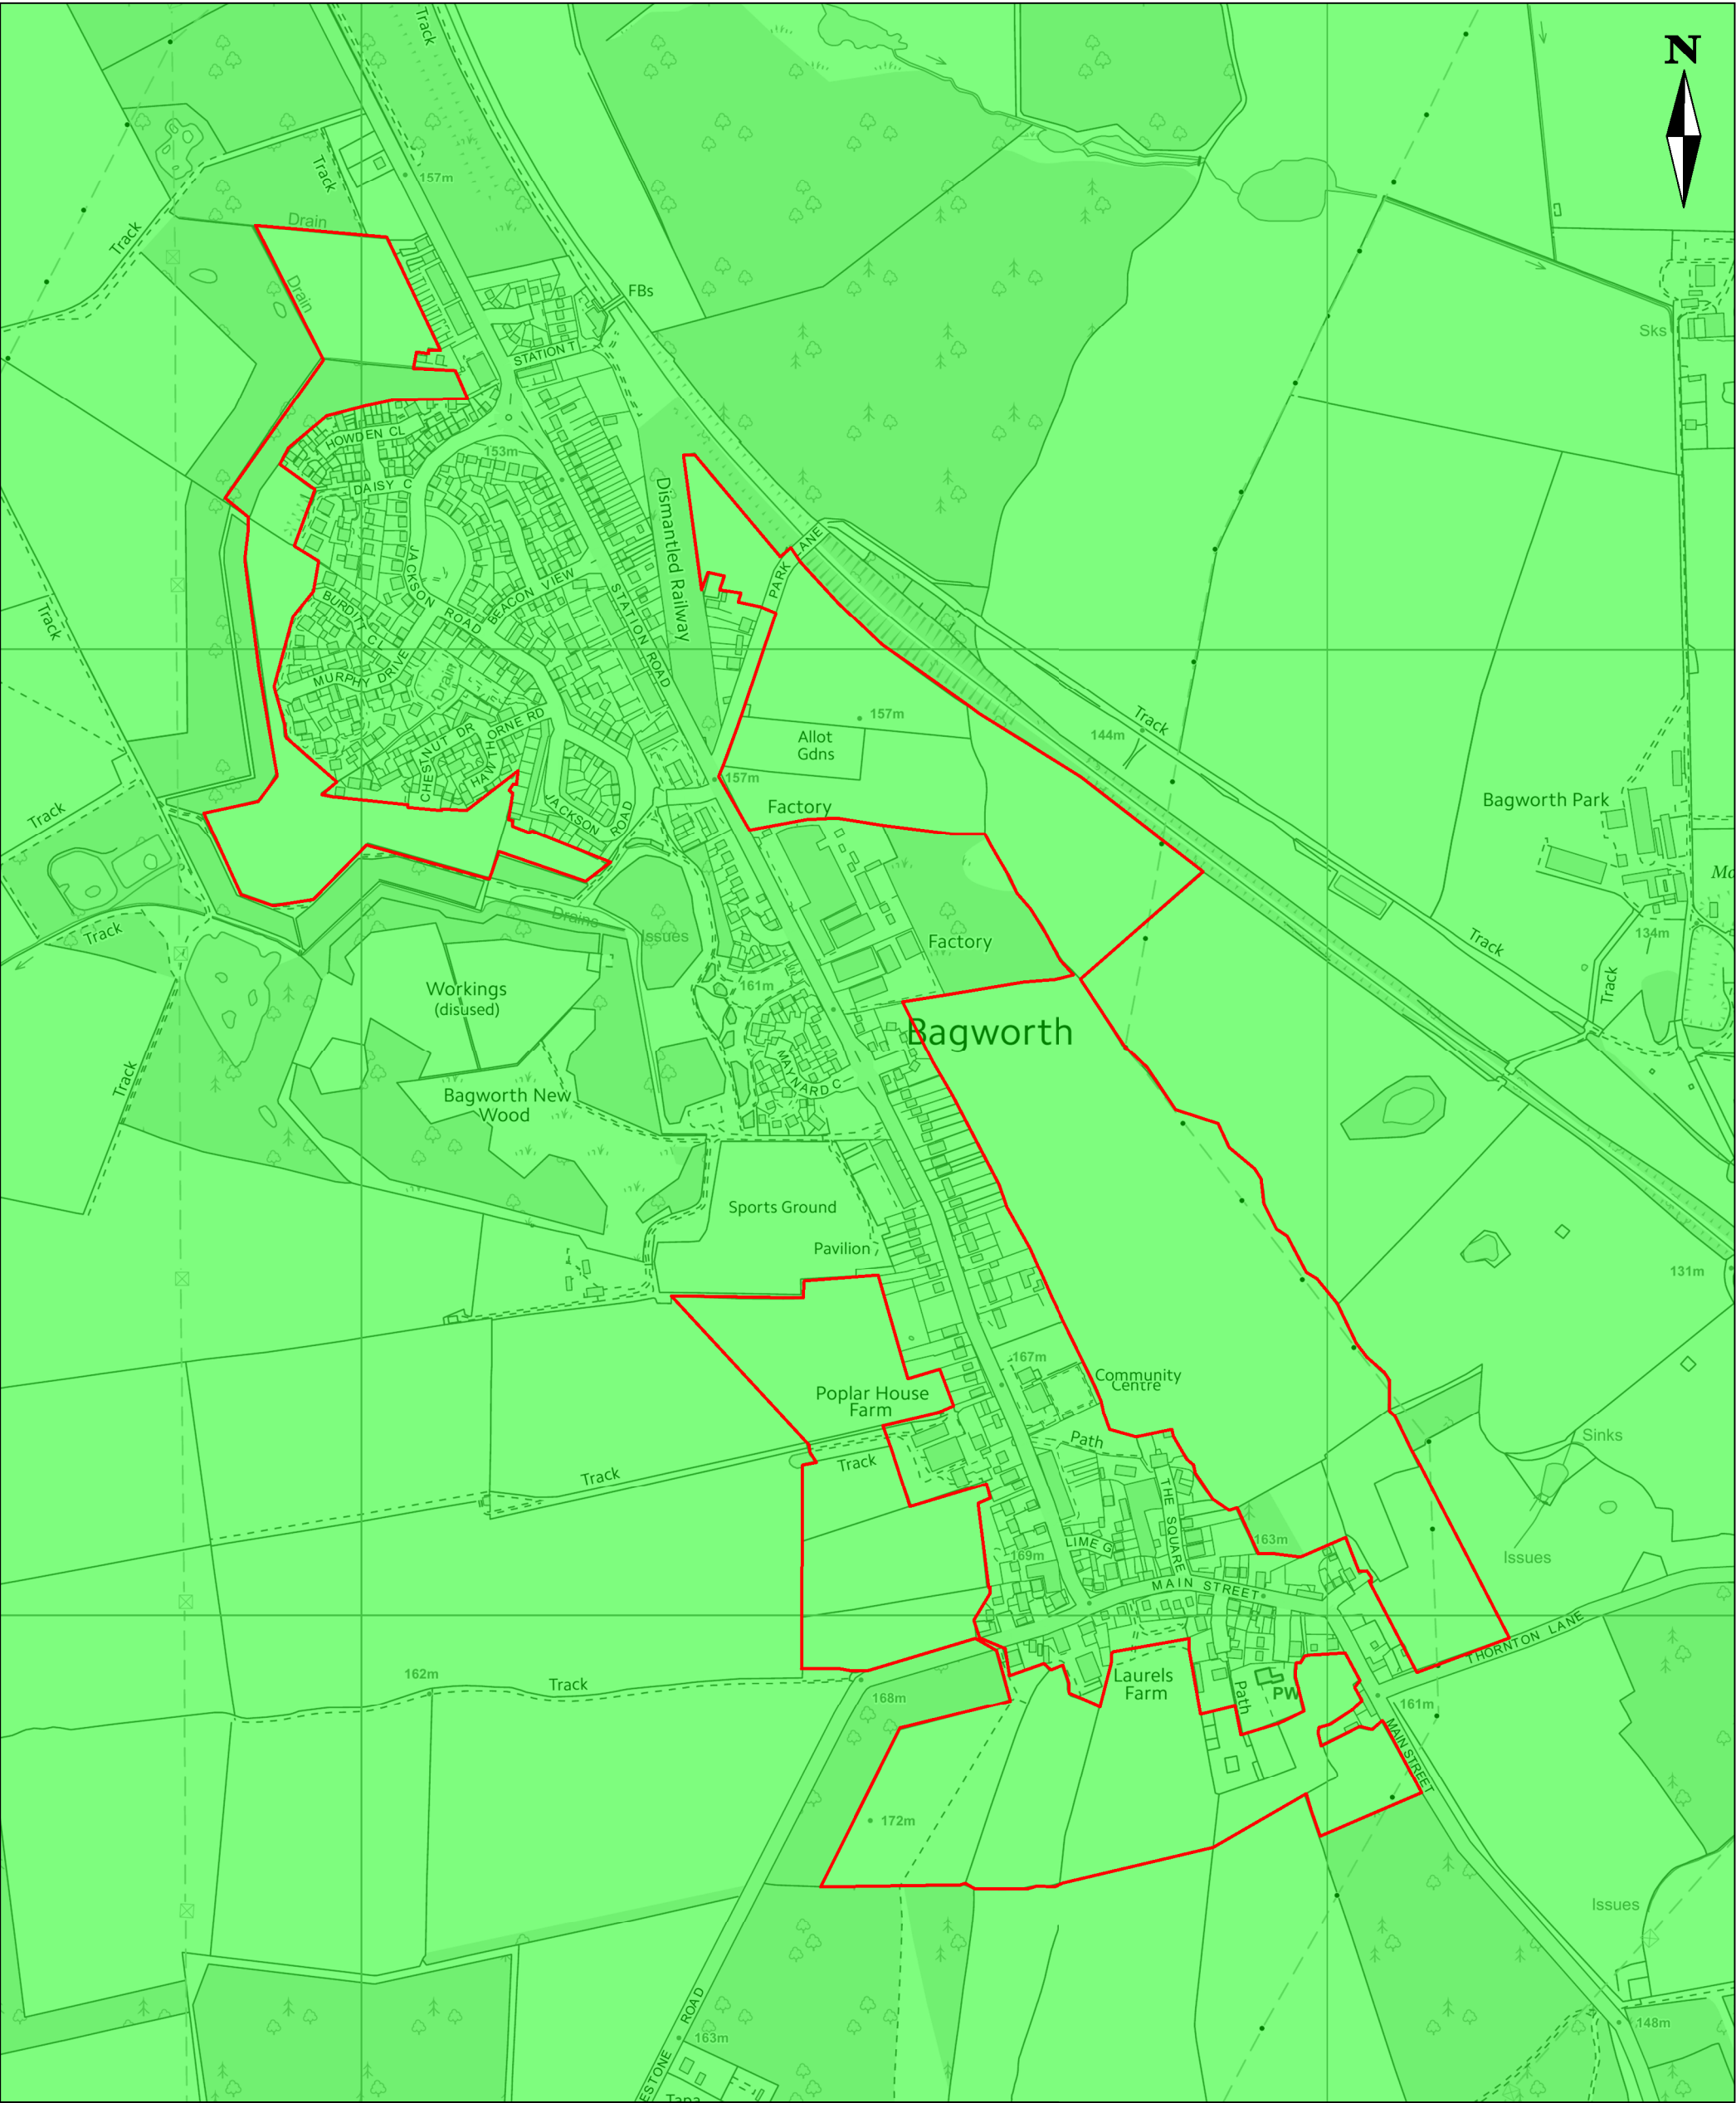 Track
N
157m
Track
Drain
Track
Drain
FBs
Sks
STATION T
HOWDEN CL
153m
DAISY C
Dismantled Railway
PARK LANE
JACKSON ROAD
BEACON VIEW
BURDITT CL
STATION ROAD
Track
MURPHY DRIVE
Drain
157m
Track
144m
Allot
Gdns
CHESTNUT DR
HAWTHORNE RD
157m
Bagworth Park
Factory
JACKSON ROAD
Track
Drains
Issues
Factory
Track
Track
134m
161m
Workings
(disused)
Track
Bagworth
MAYNARD C
Track
Bagworth New
Wood
Sports Ground
Pavilion
131m
167m
Community
Centre
Poplar House
Farm
Path
Sinks
Track
Track
THE SQUARE
163m
LIME G
169m
Issues
MAIN STREET
THORNTON LANE
162m
Track
Laurels
Farm
Path
PW
168m
161m
MAIN STREET
172m
Issues
ESTONE ROAD
163m
148m